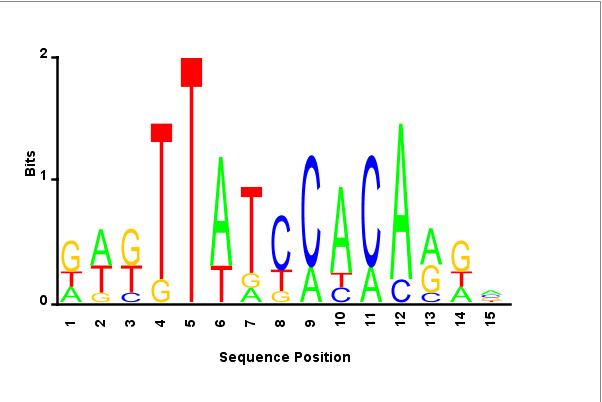 2
Bits
1
0
G A G T T A T C C A C A A G
T T T G T G T A T A C G T
A G C A G C C A
1 2 3 4 5 6 7 8 9 10 11 12 13 14 15
Sequence Position